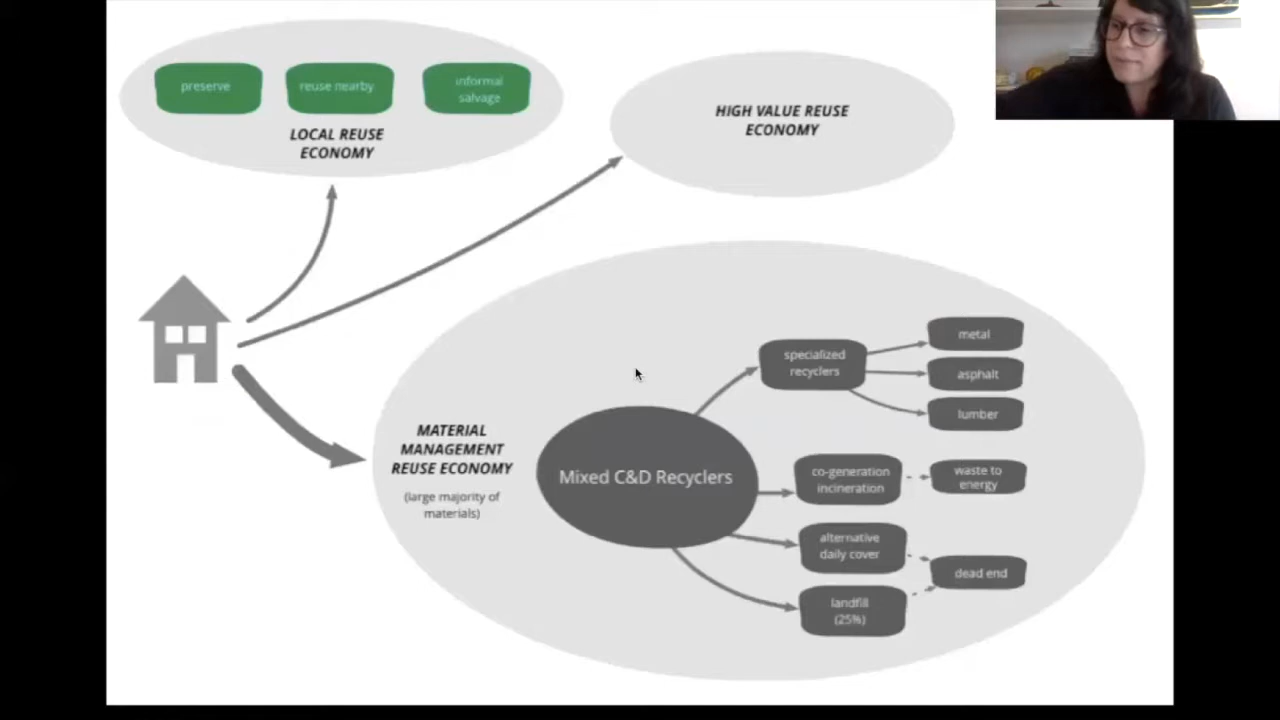 preserve
reuse nearby
informal
salvage
LOCAL REUSE
ECONOMY
HIGH VALUE REUSE
ECONOMY
MATERIAL
MANAGEMENT
REUSE ECONOMY
(large majority of
materials)
Mixed C&D Recyclers
specialized
recyclers
metal
asphalt
lumber
co-generation
incineration
waste to
energy
alternative
daily cover
landfill
(25%)
dead end